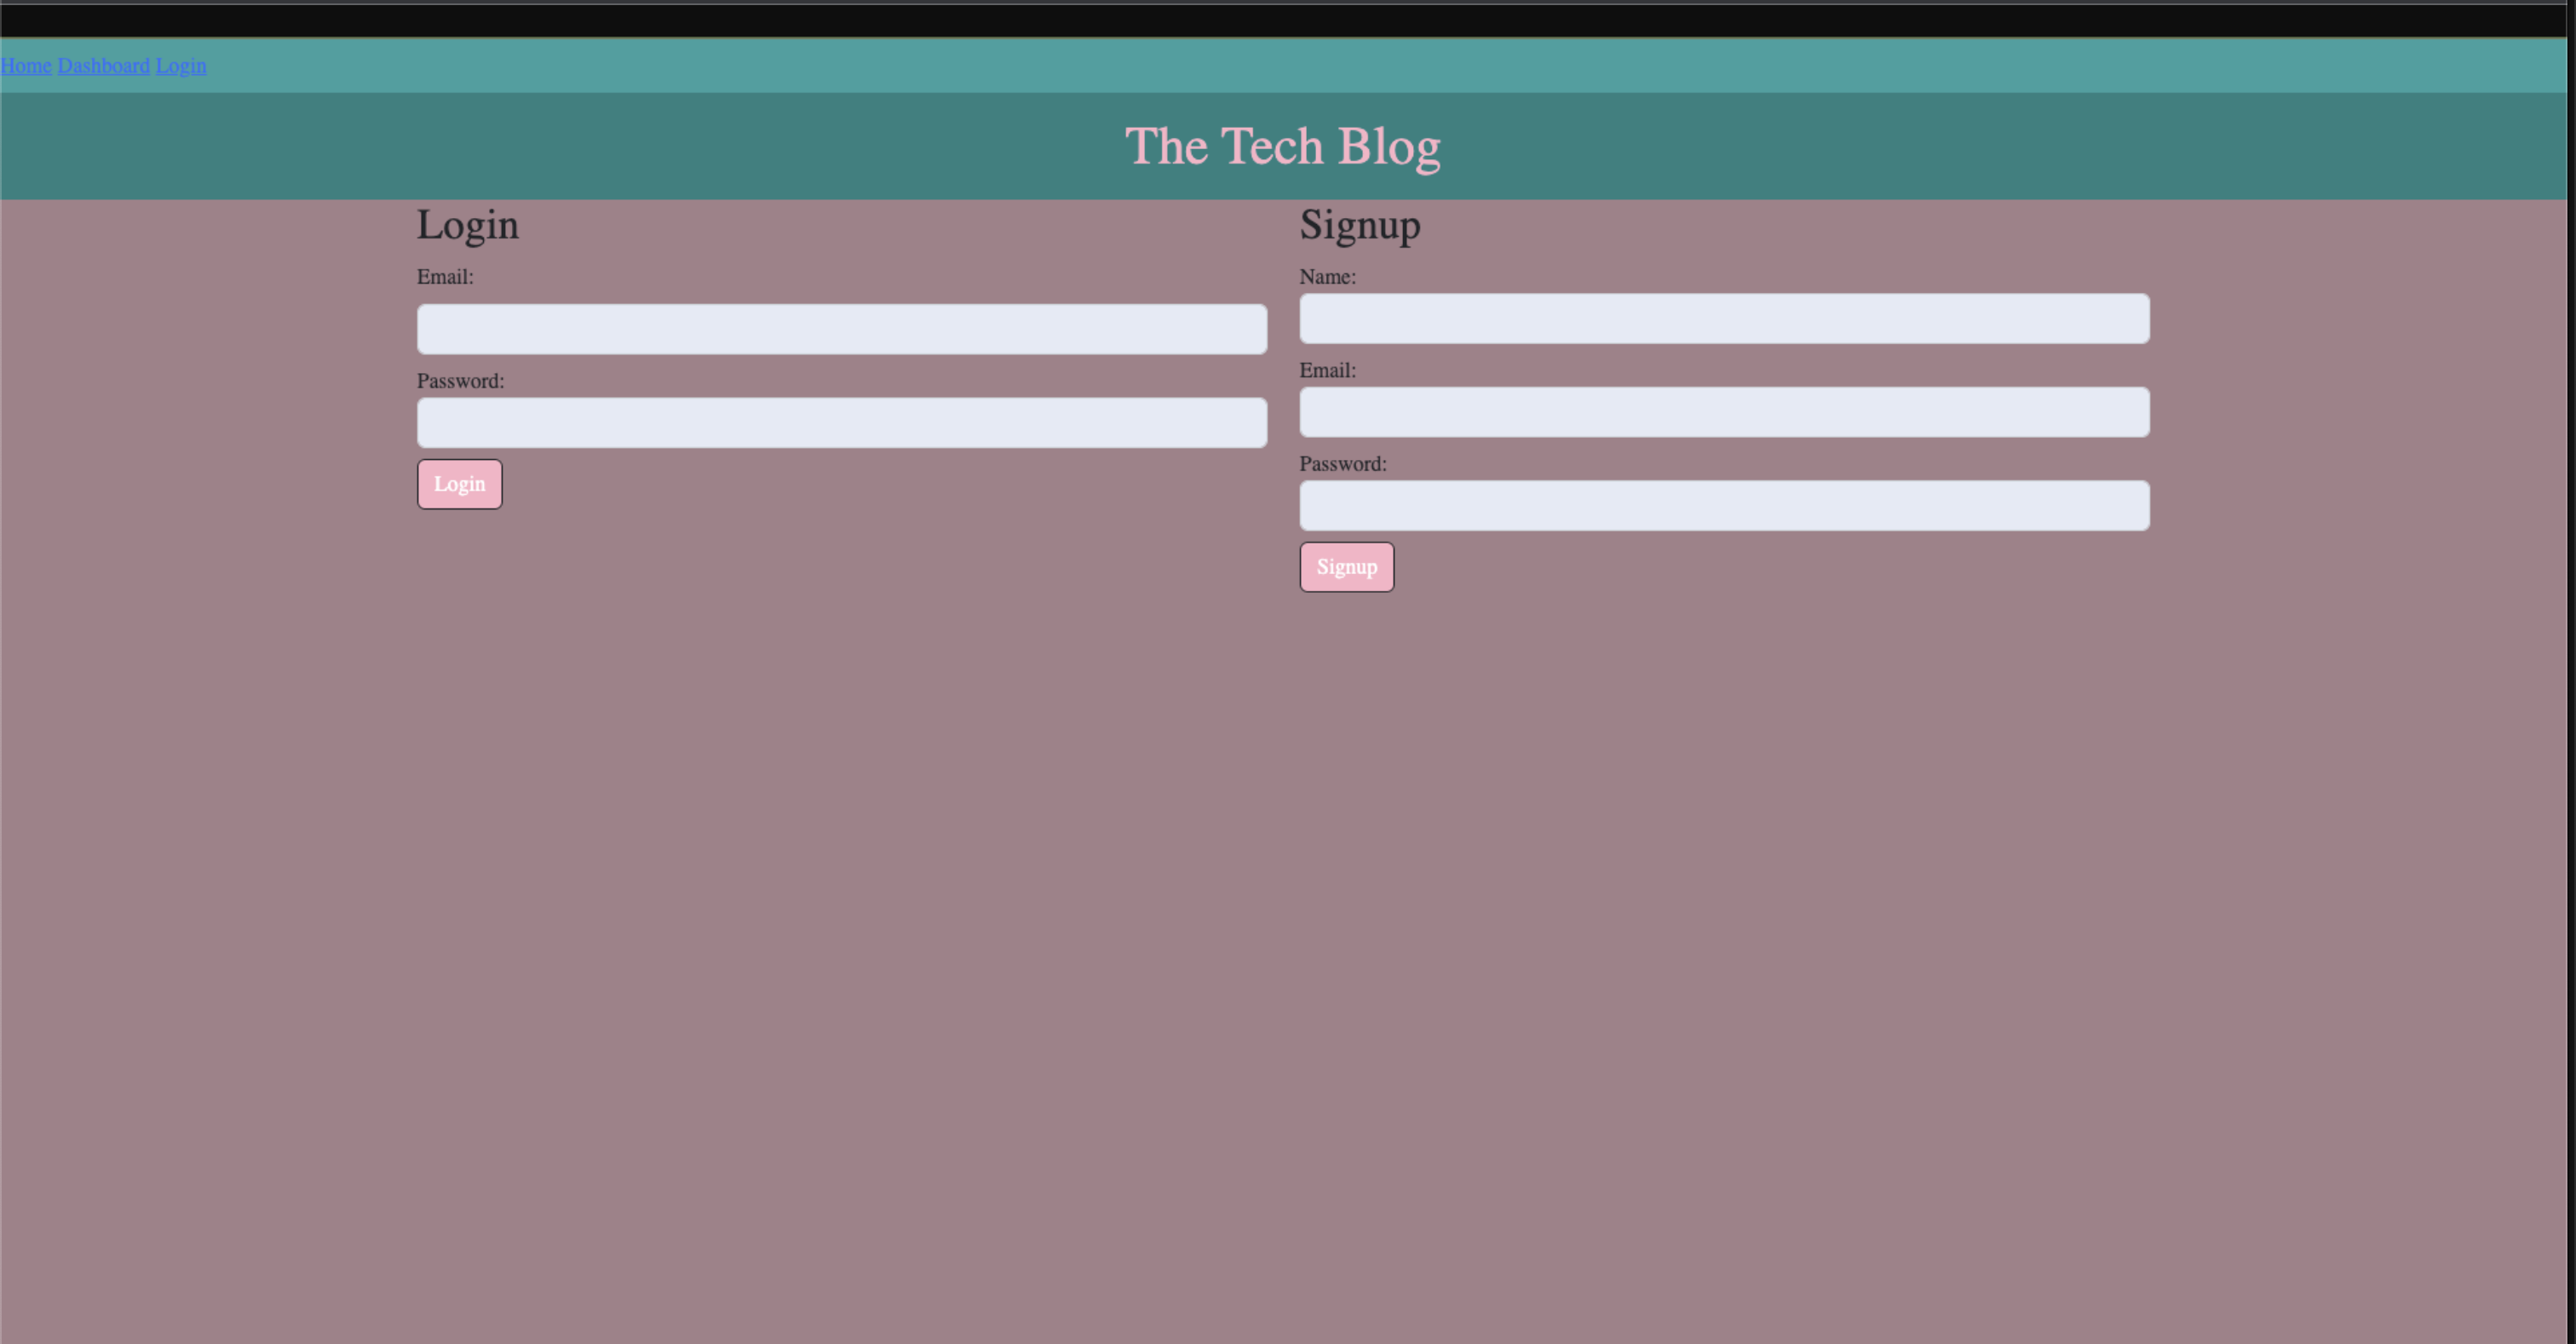 Home Dashboard Login
The Tech Blog
Login
Email:
Password:
Login
Signup
Name:
Email:
Password:
Signup